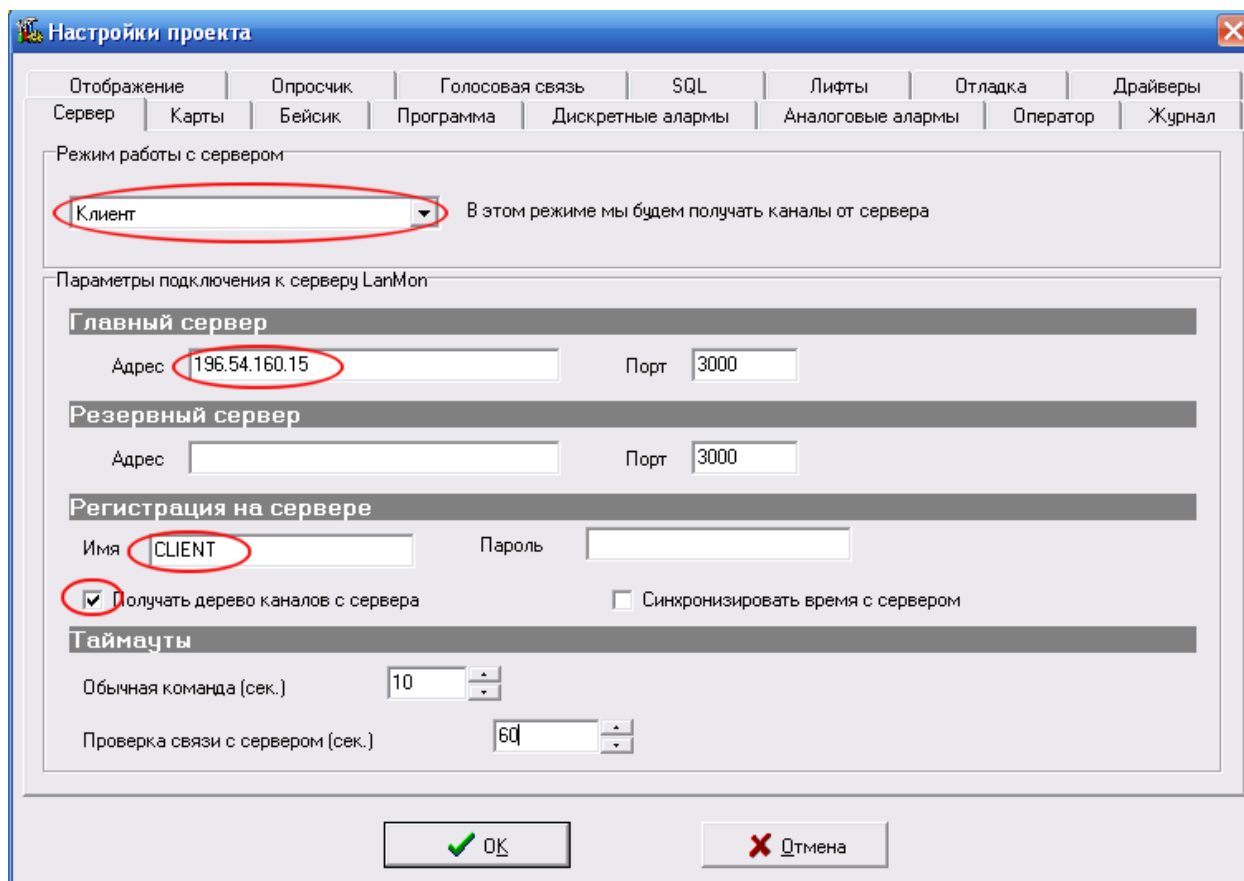 Настройки проекта
Отображение Опросчик Голосовая связь SQL Лифты Отладка Драйверы
Сервер Карты Бейсик Программа Дискретные алармы Аналоговые алармы Оператор Журнал
Режим работы с сервером
Клиент В этом режиме мы будем получать каналы от сервера
Параметры подключения к серверу LanMon
Главный сервер
Адрес 196.54.160.15 Порт 3000
Резервный сервер
Адрес Порт 3000
Регистрация на сервере
Имя CLIENT Пароль
Получать дерево каналов с сервера Синхронизировать время с сервером
Таймауты
Обычная команда (сек.) 10
Проверка связи с сервером (сек.) 60
OK Отмена